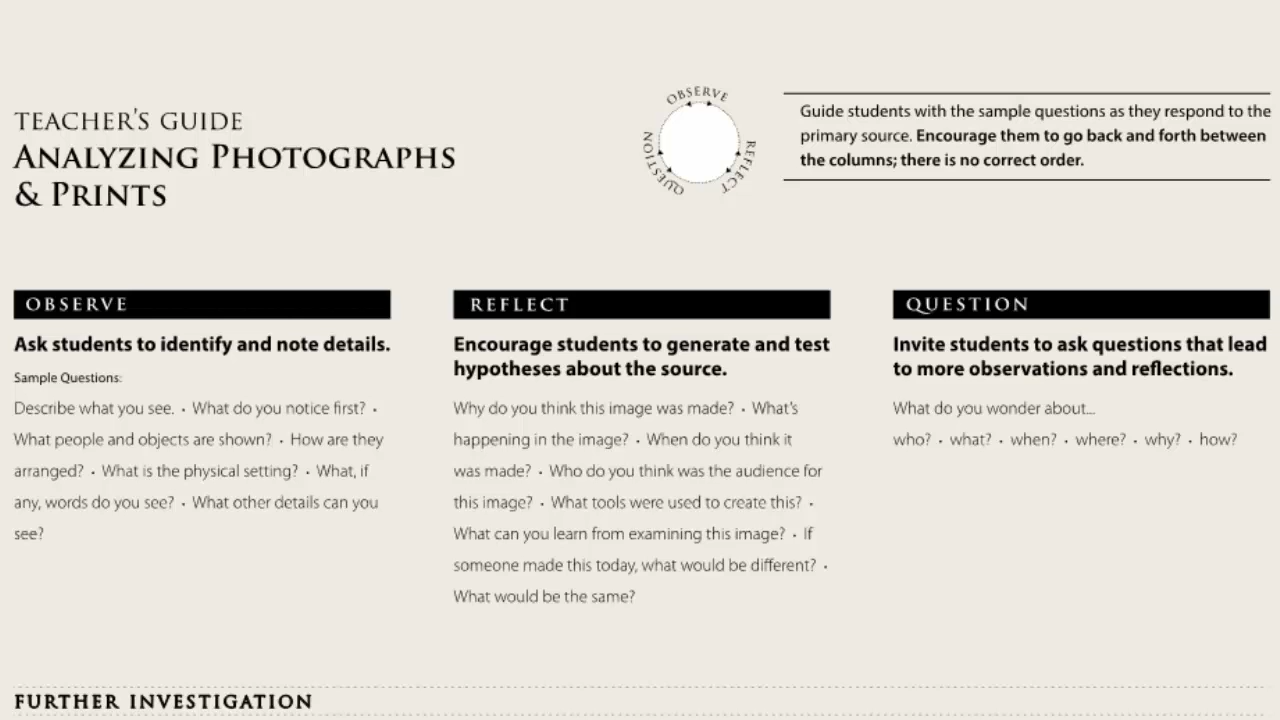 TEACHER'S GUIDE
ANALYZING PHOTOGRAPHS
& PRINTS
OBSERVE
REFLECT
QUESTION
Guide students with the sample questions as they respond to the
primary source. Encourage them to go back and forth between
the columns; there is no correct order.
OBSERVE
Ask students to identify and note details.
Sample Questions:
Describe what you see. · What do you notice first? ·
What people and objects are shown? · How are they
arranged? · What is the physical setting? · What, if
any, words do you see? · What other details can you
see?
REFLECT
Encourage students to generate and test
hypotheses about the source.
Why do you think this image was made? · What's
happening in the image? · When do you think it
was made? · Who do you think was the audience for
this image? · What tools were used to create this? ·
What can you learn from examining this image? · If
someone made this today, what would be different? ·
What would be the same?
QUESTION
Invite students to ask questions that lead
to more observations and reflections.
What do you wonder about...
who? · what? · when? · where? · why? · how?
FURTHER INVESTIGATION